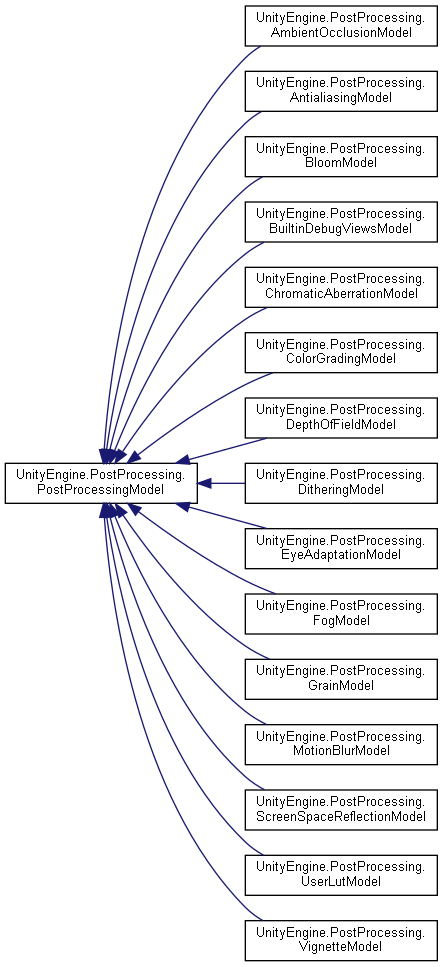 UnityEngine.PostProcessing.
AmbientOcclusionModel
UnityEngine.PostProcessing.
AntialiasingModel
UnityEngine.PostProcessing.
BloomModel
UnityEngine.PostProcessing.
BuiltinDebugViewsModel
UnityEngine.PostProcessing.
ChromaticAberrationModel
UnityEngine.PostProcessing.
ColorGradingModel
UnityEngine.PostProcessing.
DepthOfFieldModel
UnityEngine.PostProcessing.
PostProcessingModel
UnityEngine.PostProcessing.
DitheringModel
UnityEngine.PostProcessing.
EyeAdaptationModel
UnityEngine.PostProcessing.
FogModel
UnityEngine.PostProcessing.
GrainModel
UnityEngine.PostProcessing.
MotionBlurModel
UnityEngine.PostProcessing.
ScreenSpaceReflectionModel
UnityEngine.PostProcessing.
UserLutModel
UnityEngine.PostProcessing.
VignetteModel